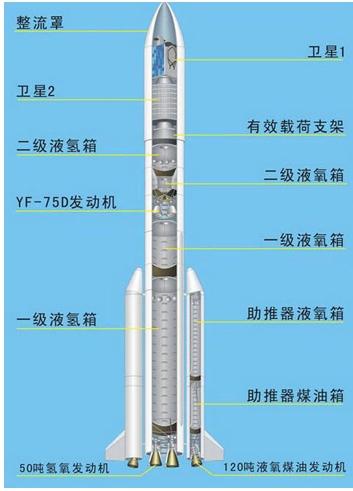 整流罩
卫星1
卫星2
有效载荷支架
二级液氢箱
二级液氧箱
YF-75D发动机
一级液氧箱
一级液氢箱
助推器液氧箱
助推器煤油箱
50吨氢氧发动机
120吨液氧煤油发动机